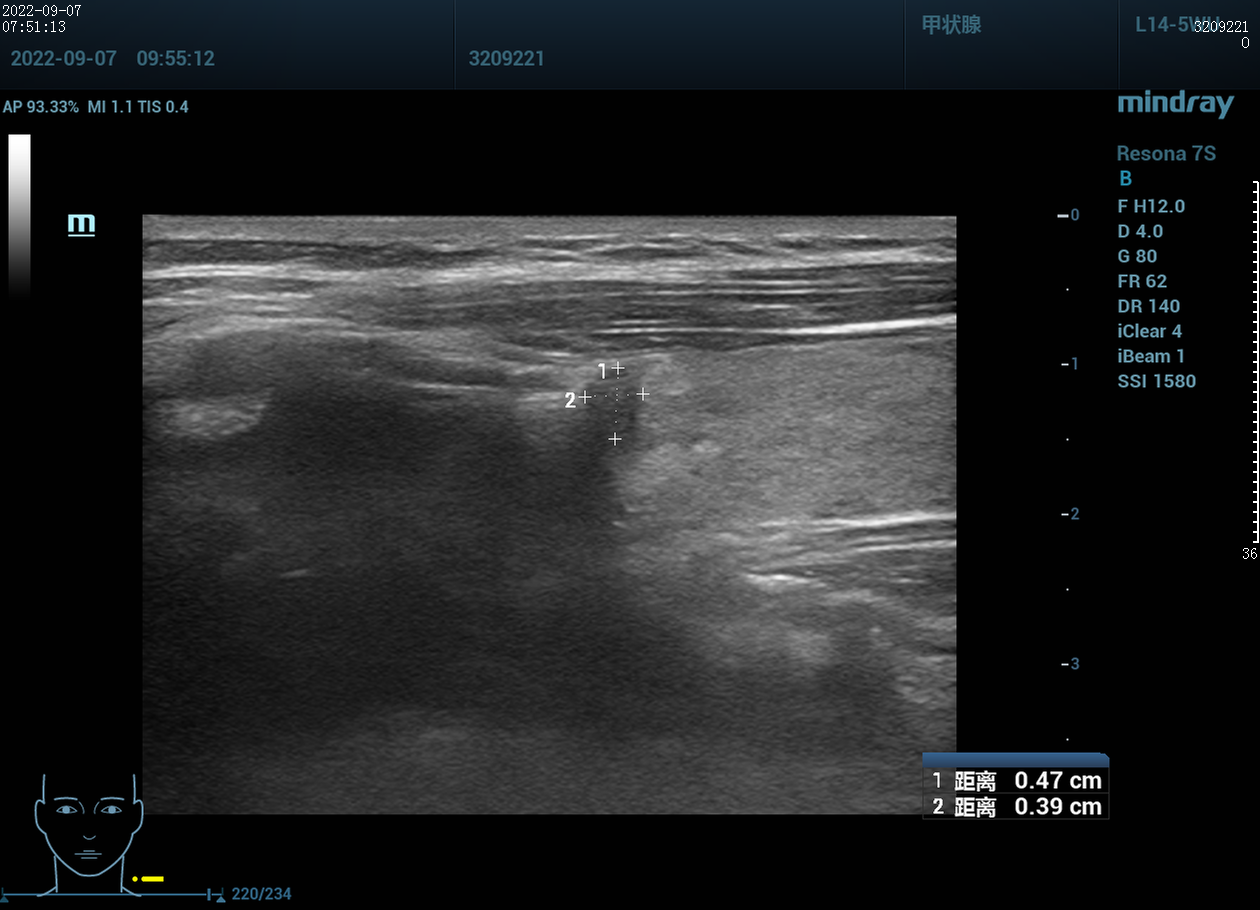 2022-09-07
07:51:13
2022-09-07 09:55:12
3209221
甲状腺
L14-5WU
3209221
0
AP 93.33% MI 1.1 TIS 0.4
mindray
Resona 7S
B
F H12.0
D 4.0
G 80
FR 62
DR 140
iClear 4
iBeam 1
SSI 1580
m
0
1
2
3
36
1
2
1 距离 0.47 cm
2 距离 0.39 cm
220/234